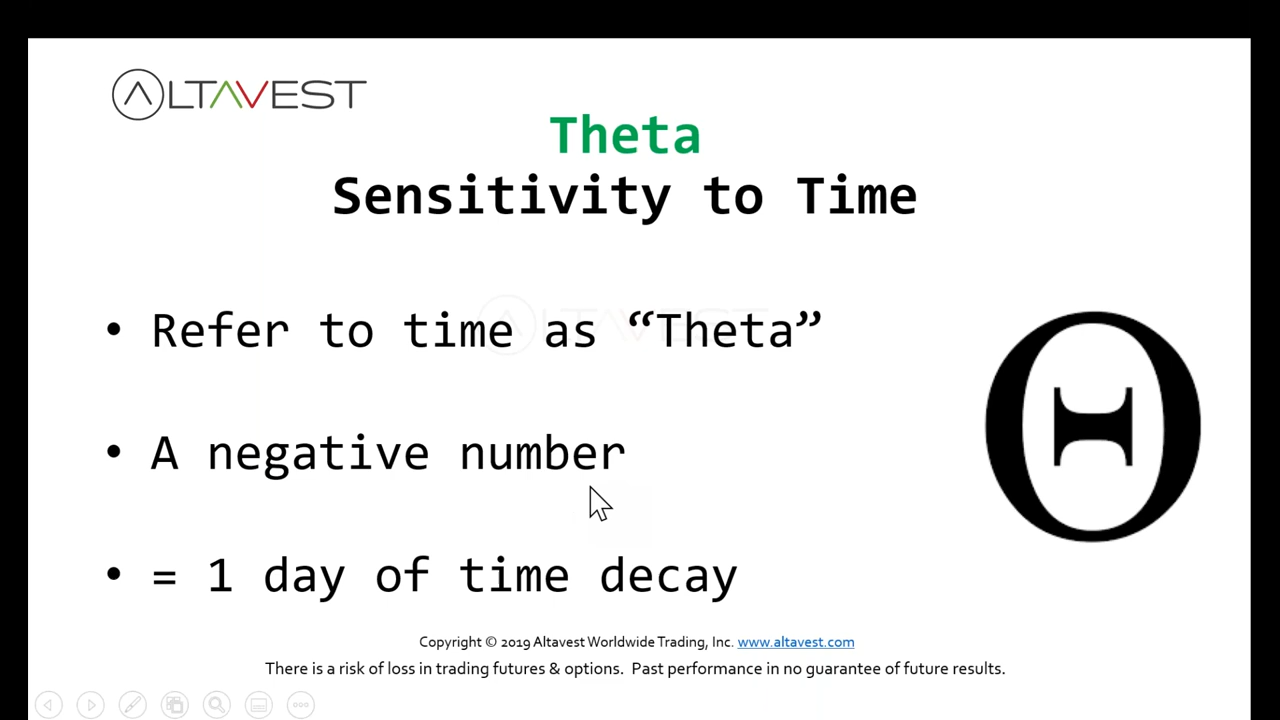 ALTAVEST
Theta
Sensitivity to Time
• Refer to time as “Theta”
• A negative number
• = 1 day of time decay
Θ
Copyright © 2019 Altavest Worldwide Trading, Inc. www.altavest.com
There is a risk of loss in trading futures & options.  Past performance in no guarantee of future results.